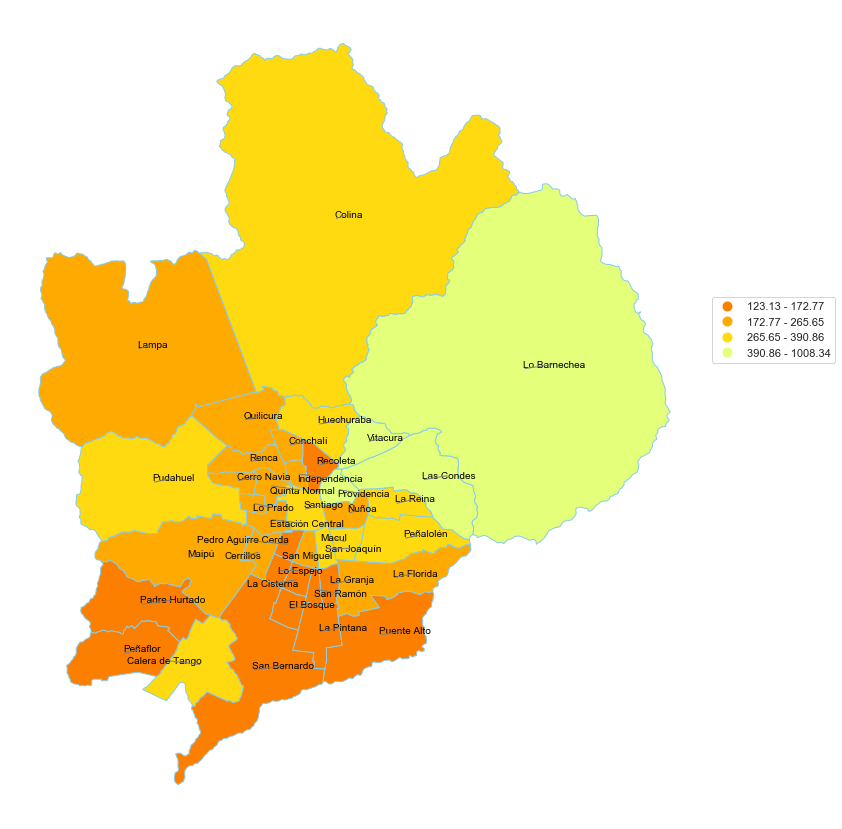 Colina
123.13 - 172.77
172.77 - 265.65
265.65 - 390.86
390.86 - 1008.34
Lampa
Lo Barnechea
Quilicura
Huechuraba
Conchalí
Vitacura
Renca
Recoleta
Pudahuel
Cerro Navia
Independencia
Las Condes
Quinta Normal
Providencia
La Reina
Lo Prado
Santiago
Ñuñoa
Estación Central
Peñalolén
Pedro Aguirre Cerda
Macul
San Joaquín
Maipú
Cerrillos
San Miguel
Lo Espejo
La Florida
La Cisterna
La Granja
San Ramón
Padre Hurtado
El Bosque
La Pintana
Puente Alto
Peñaflor
Calera de Tango
San Bernardo